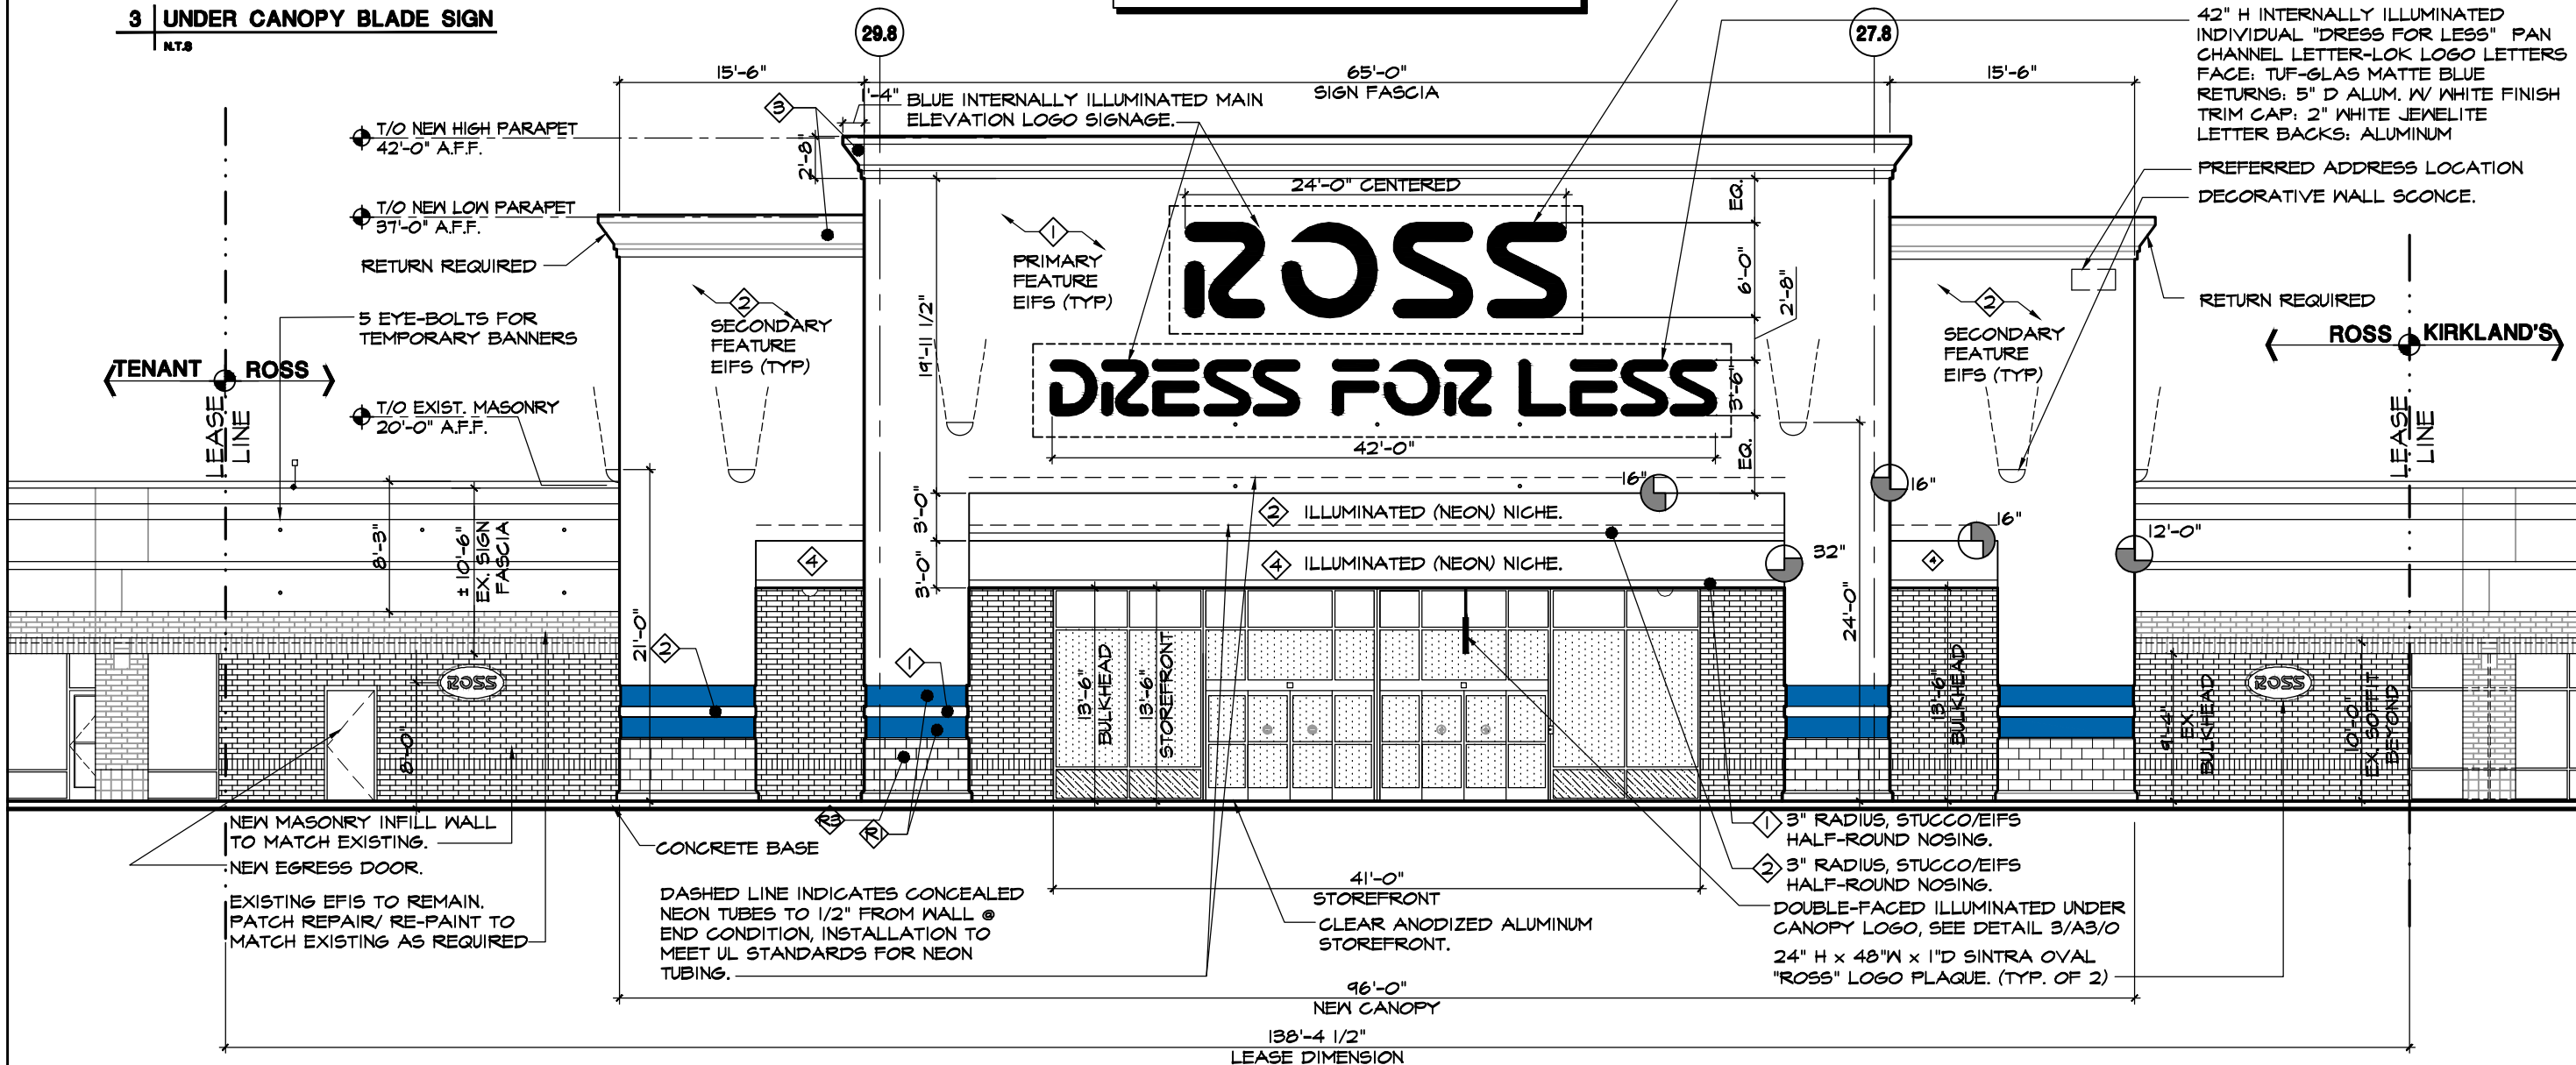 3 UNDER CANOPY BLADE SIGN
N.T.S
29.8
27.8
15'-6"
65'-0"
SIGN FASCIA
15'-6"
42" H INTERNALLY ILLUMINATED
INDIVIDUAL "DRESS FOR LESS" PAN
CHANNEL LETTER-LOK LOGO LETTERS
FACE: TUF-GLAS MATTE BLUE
RETURNS: 5" D ALUM. W/ WHITE FINISH
TRIM CAP: 2" WHITE JEWELITE
LETTER BACKS: ALUMINUM
PREFERRED ADDRESS LOCATION
DECORATIVE WALL SCONCE.
RETURN REQUIRED
3
1'-4"
BLUE INTERNALLY ILLUMINATED MAIN
ELEVATION LOGO SIGNAGE.
T/O NEW HIGH PARAPET
42'-0" A.F.F.
2'-8"
T/O NEW LOW PARAPET
37'-0" A.F.F.
RETURN REQUIRED
5 EYE-BOLTS FOR
TEMPORARY BANNERS
TENANT ROSS
T/O EXIST. MASONRY
20'-0" A.F.F.
LEASE
LINE
24'-0" CENTERED
EQ.
ROSS
6'-0"
2'-8"
1
PRIMARY
FEATURE
EIFS (TYP)
2
SECONDARY
FEATURE
EIFS (TYP)
19'-11 1/2"
DRESS FOR LESS
3'-6"
42'-0"
EQ.
2
SECONDARY
FEATURE
EIFS (TYP)
ROSS KIRKLAND'S
LEASE
LINE
16"
16"
16"
32"
12'-0"
3'-0"
2 ILLUMINATED (NEON) NICHE.
3'-0"
4 ILLUMINATED (NEON) NICHE.
4
4
8'-3"
± 10'-6"
EX. SIGN
FASCIA
21'-0"
24'-0"
2
1
ROSS
ROSS
8'-0"
13'-6"
BULKHEAD
13'-6"
STOREFRONT
13'-6"
BULKHEAD
9'-4"
EX.
BULKHEAD
10'-0"
EX. SOFFIT
BEYOND
R3
R1
NEW MASONRY INFILL WALL
TO MATCH EXISTING.
NEW EGRESS DOOR.
EXISTING EFIS TO REMAIN.
PATCH REPAIR/ RE-PAINT TO
MATCH EXISTING AS REQUIRED
CONCRETE BASE
DASHED LINE INDICATES CONCEALED
NEON TUBES TO 1/2" FROM WALL @
END CONDITION, INSTALLATION TO
MEET UL STANDARDS FOR NEON
TUBING.
41'-0"
STOREFRONT
CLEAR ANODIZED ALUMINUM
STOREFRONT.
1 3" RADIUS, STUCCO/EIFS
HALF-ROUND NOSING.
2 3" RADIUS, STUCCO/EIFS
HALF-ROUND NOSING.
DOUBLE-FACED ILLUMINATED UNDER
CANOPY LOGO, SEE DETAIL 3/A3/0
24" H x 48"W x 1"D SINTRA OVAL
"ROSS" LOGO PLAQUE. (TYP. OF 2)
96'-0"
NEW CANOPY
138'-4 1/2"
LEASE DIMENSION